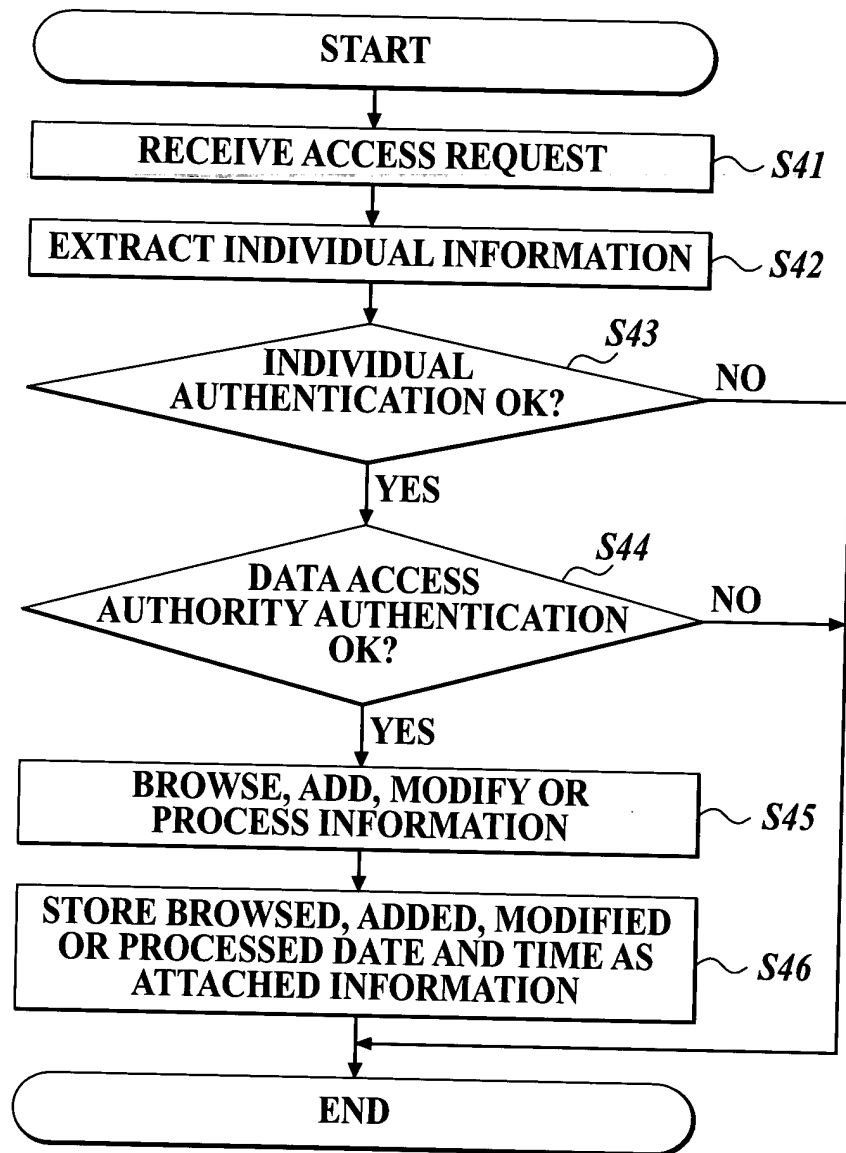 START
RECEIVE ACCESS REQUEST
S41
EXTRACT INDIVIDUAL INFORMATION
S42
S43
INDIVIDUAL
AUTHENTICATION OK?
NO
YES
S44
DATA ACCESS
AUTHORITY AUTHENTICATION
OK?
NO
YES
BROWSE, ADD, MODIFY OR
PROCESS INFORMATION
S45
STORE BROWSED, ADDED, MODIFIED
OR PROCESSED DATE AND TIME AS
ATTACHED INFORMATION
S46
END